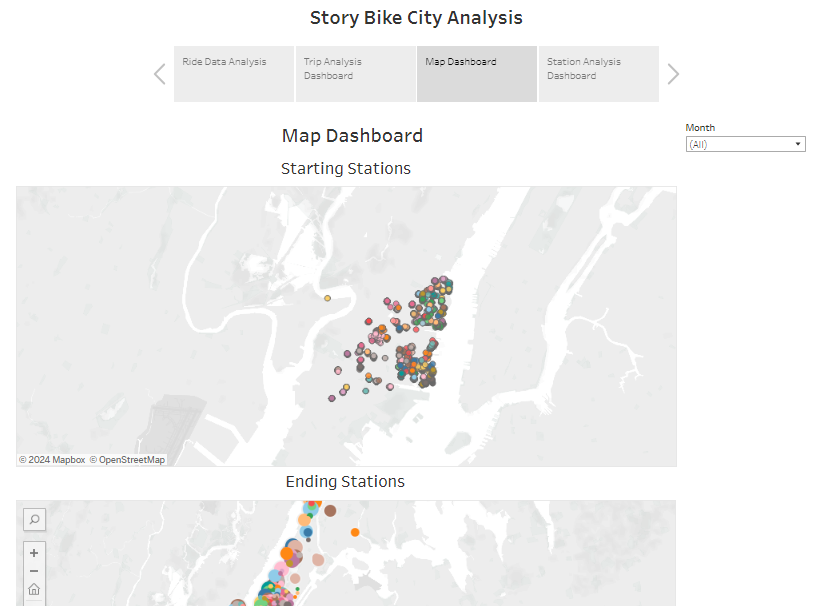 Story Bike City Analysis
Ride Data Analysis
Trip Analysis
Dashboard
Map Dashboard
Station Analysis
Dashboard
Map Dashboard
Month
(All)
Starting Stations
© 2024 Mapbox © OpenStreetMap
Ending Stations